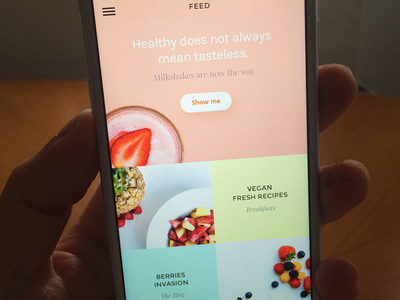 FEED
Healthy does not always
mean tasteless.
Milkshakes are now the way
Show me
VEGAN
FRESH RECIPES
Breakfasts
BERRIES
INVASION
the Blog